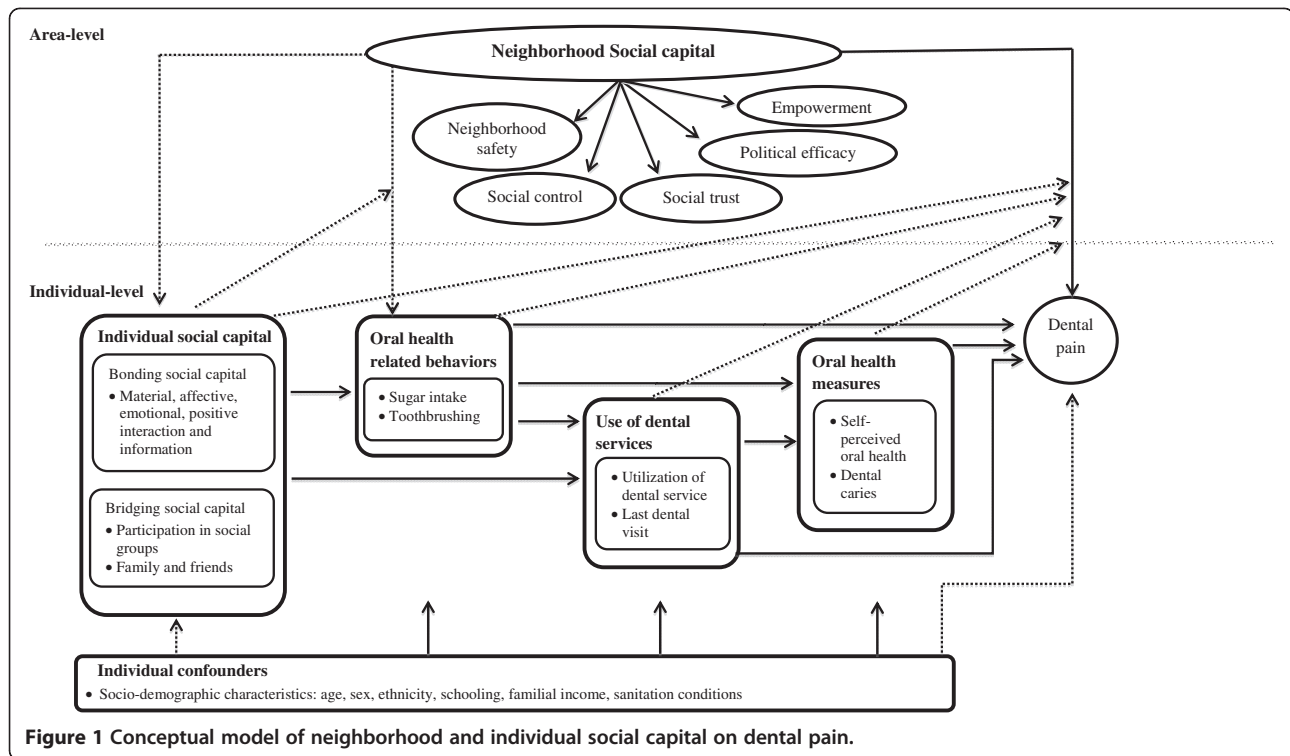 Area-level
Neighborhood Social capital
Empowerment
Neighborhood
safety
Political efficacy
Social control
Social trust
Individual-level
Individual social capital
Bonding social capital
• Material, affective,
emotional, positive
interaction and
information
Bridging social capital
• Participation in social
groups
• Family and friends
Oral health
related behaviors
• Sugar intake
• Toothbrushing
Use of dental
services
• Utilization of
dental service
• Last dental
visit
Oral health
measures
• Self-
perceived
oral health
• Dental
caries
Dental
pain
Individual confounders
• Socio-demographic characteristics: age, sex, ethnicity, schooling, familial income, sanitation conditions
Figure 1 Conceptual model of neighborhood and individual social capital on dental pain.